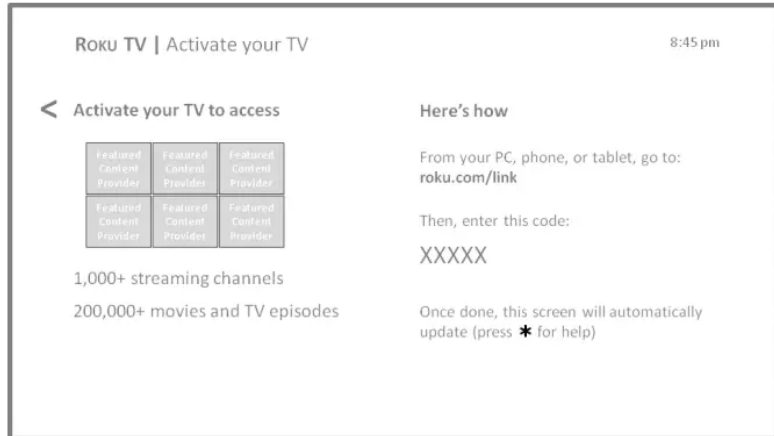 ROKU TV | Activate your TV
8:45 pm
< Activate your TV to access
Featured Content Provider
Featured Content Provider
Featured Content Provider
Featured Content Provider
Featured Content Provider
Featured Content Provider
1,000+ streaming channels
200,000+ movies and TV episodes
Here's how
From your PC, phone, or tablet, go to:
roku.com/link
Then, enter this code:
XXXXX
Once done, this screen will automatically
update (press * for help)